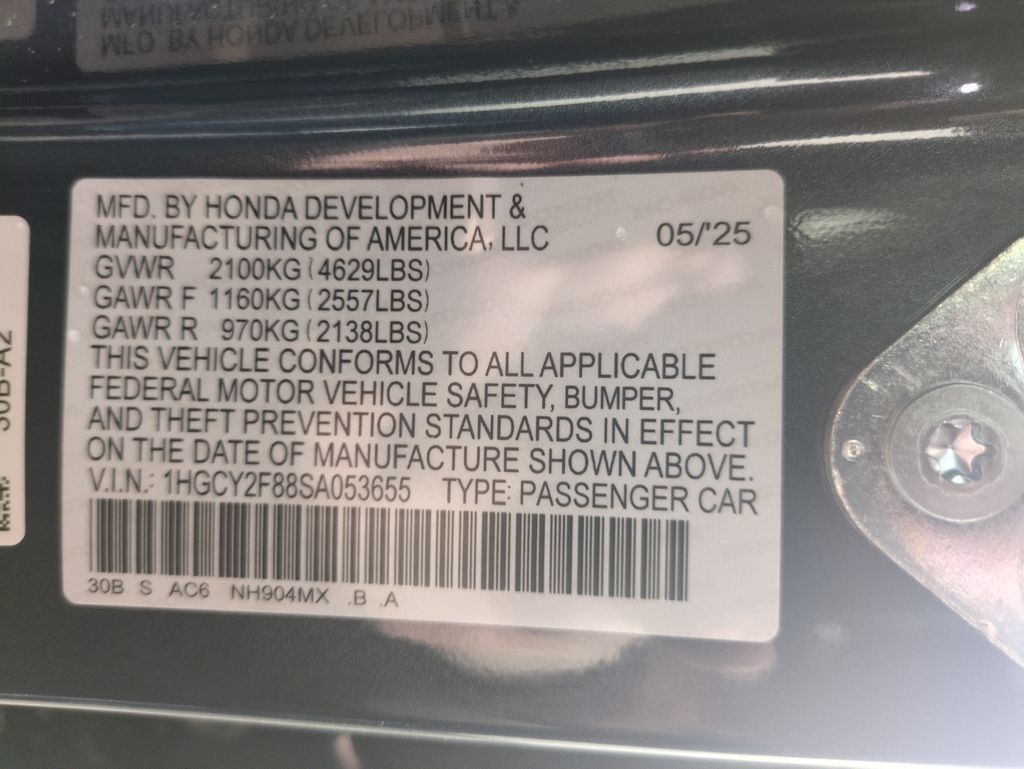 MFD. BY HONDA DEVELOPMENT &
MANUFACTURING OF AMERICA, LLC 05/'25
GVWR 2100KG (4629LBS)
GAWR F 1160KG (2557LBS)
GAWR R 970KG (2138LBS)
THIS VEHICLE CONFORMS TO ALL APPLICABLE
FEDERAL MOTOR VEHICLE SAFETY, BUMPER,
AND THEFT PREVENTION STANDARDS IN EFFECT
ON THE DATE OF MANUFACTURE SHOWN ABOVE.
V.I.N.: 1HGCY2F88SA053655 TYPE: PASSENGER CAR
30B S AC6 NH904MX .B .A
30B-A2